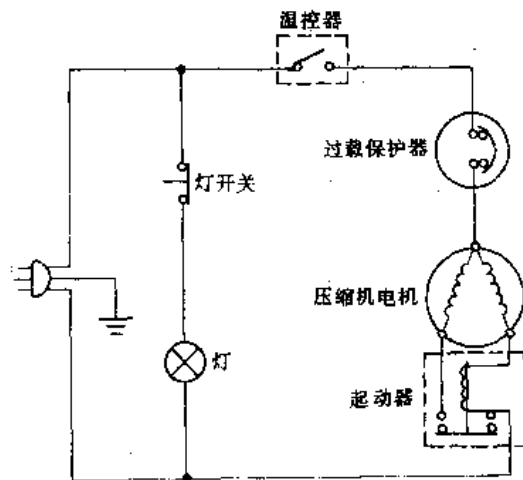 温控器
过载保护器
灯开关
压缩机电机
灯
起动器